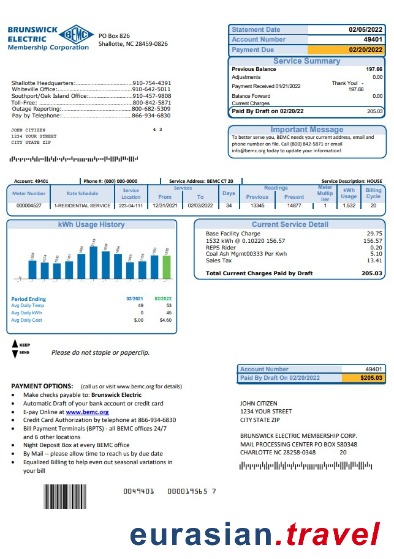 BRUNSWICK
ELECTRIC
Membership Corporation
BEMC
PO Box 826
Shallotte, NC 28459-0826
Statement Date 02/05/2022
Account Number 49401
Payment Due 02/20/2022
Service Summary
Previous Balance 197.66
Adjustments 0.00
Payment Received 01/21/2022 Thank You! - 197.66
Balance Forward 0.00
Current Charges
Paid By Draft on 02/20/22 205.03
Shallotte Headquarters: 910-754-4391
Whiteville Office: 910-642-5011
Southport/Oak Island Office: 910-457-9808
Toll-Free: 800-842-5871
Outage Reporting: 800-682-5309
Pay by Telephone: 866-934-6830
JOHN CITIZEN 4 3
1234 YOUR STREET
CITY STATE ZIP
Important Message
To better serve you, BEMC needs your current address, email and
phone number on file. Call (800) 842-5871 or email
info@bemc.org today to update your information!
Account: 49401 Phone #: (000) 000-0000 Service Address: BEMC CT 28 Service Description: HOUSE
Meter Number Rate Schedule Service Location Services From To Days Readings Previous Present Meter Multiplier kWh Usage Billing Cycle
000004527 1-RESIDENTIAL SERVICE 223-04-111 12/31/2021 02/03/2022 34 13345 14877 1 1,532 20
kWh Usage History
Period Ending 02/2021 02/2022
Avg Daily Temp 49 53
Avg Daily kWh 0 45
Avg Daily Cost 5.00 $4.60
Current Service Detail
Base Facility Charge 29.75
1532 kWh @ 0.10220 156.57 156.57
REPS Rider 0.20
Coal Ash Mgmt00333 Per Kwh 5.10
Sales Tax 13.41
Total Current Charges Paid by Draft 205.03
KEEP
SEND
Please do not staple or paperclip.
Account Number 49401
Paid By Draft On 02/20/2022 $205.03
PAYMENT OPTIONS: (call us or visit www.bemc.org for details)
• Make checks payable to: Brunswick Electric
• Automatic Draft of your bank account or credit card
• E-pay Online at www.bemc.org
• Credit Card Authorization by telephone at 866-934-6830
• Bill Payment Terminals (BPTS) - all BEMC offices 24/7
and 6 other locations
• Night Deposit Box at every BEMC office
• By Mail -- please allow time to reach us by due date
• Equalized Billing to help even out seasonal variations in
your bill
JOHN CITIZEN
1234 YOUR STREET
CITY STATE ZIP
BRUNSWICK ELECTRIC MEMBERSHIP CORP.
MAIL PROCESSING CENTER PO BOX 580348
CHARLOTTE NC 28258-0348 20
0049401 000019565 7
eurasian.travel